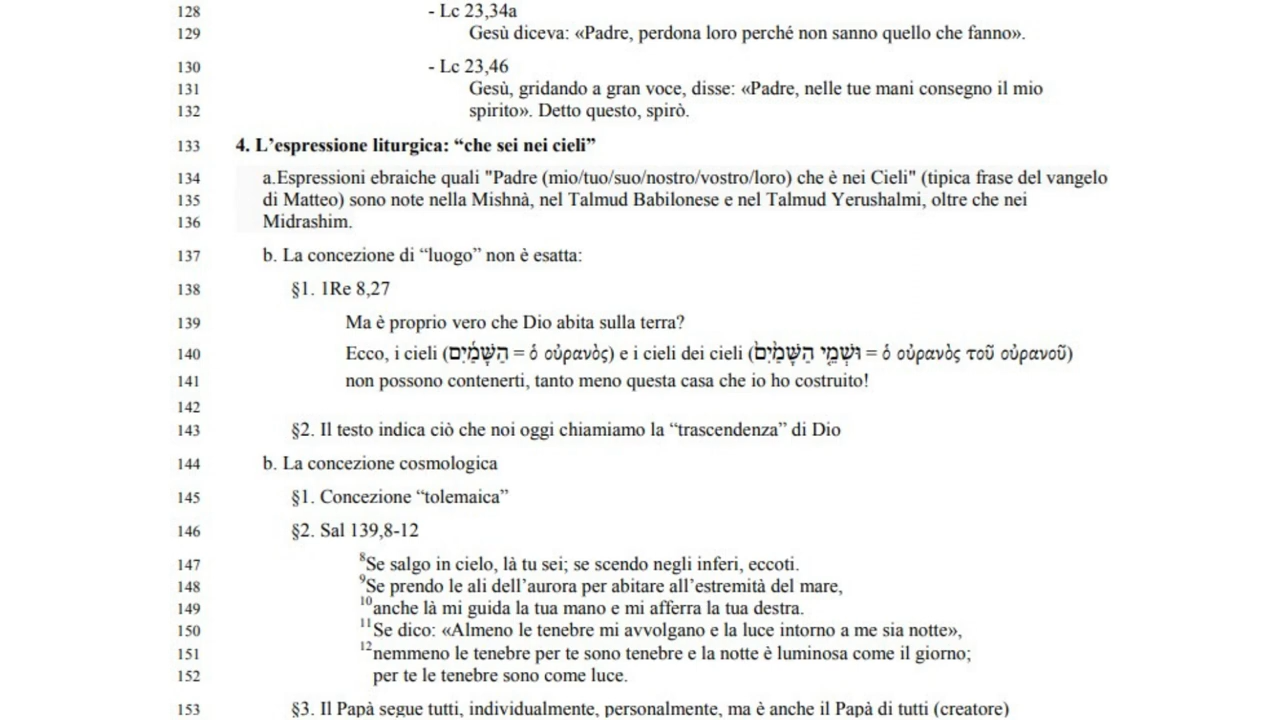 128 - Lc 23,34a
129 Gesù diceva: «Padre, perdona loro perché non sanno quello che fanno».
130 - Lc 23,46
131 Gesù, gridando a gran voce, disse: «Padre, nelle tue mani consegno il mio
132 spirito». Detto questo, spirò.
133 4. L’espressione liturgica: “che sei nei cieli”
134 a.Espressioni ebraiche quali "Padre (mio/tuo/suo/nostro/vostro/loro) che è nei Cieli" (tipica frase del vangelo
135 di Matteo) sono note nella Mishnà, nel Talmud Babilonese e nel Talmud Yerushalmi, oltre che nei
136 Midrashim.
137 b. La concezione di “luogo” non è esatta:
138 §1. 1Re 8,27
139 Ma è proprio vero che Dio abita sulla terra?
140 Ecco, i cieli (הַשָּׁמַ֜יִם = ὁ οὐρανὸς) e i cieli dei cieli (וּשְׁמֵ֤י הַשָּׁמַ֙יִם֙ = ὁ οὐρανὸς τοῦ οὐρανοῦ)
141 non possono contenerti, tanto meno questa casa che io ho costruito!
142
143 §2. Il testo indica ciò che noi oggi chiamiamo la “trascendenza” di Dio
144 b. La concezione cosmologica
145 §1. Concezione “tolemaica”
146 §2. Sal 139,8-12
147 ⁸Se salgo in cielo, là tu sei; se scendo negli inferi, eccoti.
148 ⁹Se prendo le ali dell’aurora per abitare all’estremità del mare,
149 ¹⁰anche là mi guida la tua mano e mi afferra la tua destra.
150 ¹¹Se dico: «Almeno le tenebre mi avvolgano e la luce intorno a me sia notte»,
151 ¹²nemmeno le tenebre per te sono tenebre e la notte è luminosa come il giorno;
152 per te le tenebre sono come luce.
153 §3. Il Papà segue tutti, individualmente, personalmente, ma è anche il Papà di tutti (creatore)